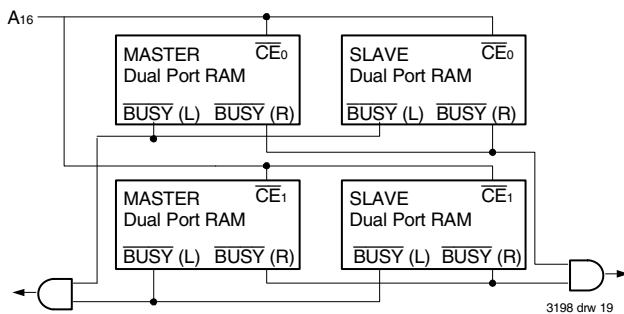 A16
MASTER CE0
Dual Port RAM
BUSY (L) BUSY (R)
SLAVE CE0
Dual Port RAM
BUSY (L) BUSY (R)
MASTER CE1
Dual Port RAM
BUSY (L) BUSY (R)
SLAVE CE1
Dual Port RAM
BUSY (L) BUSY (R)
3198 drw 19